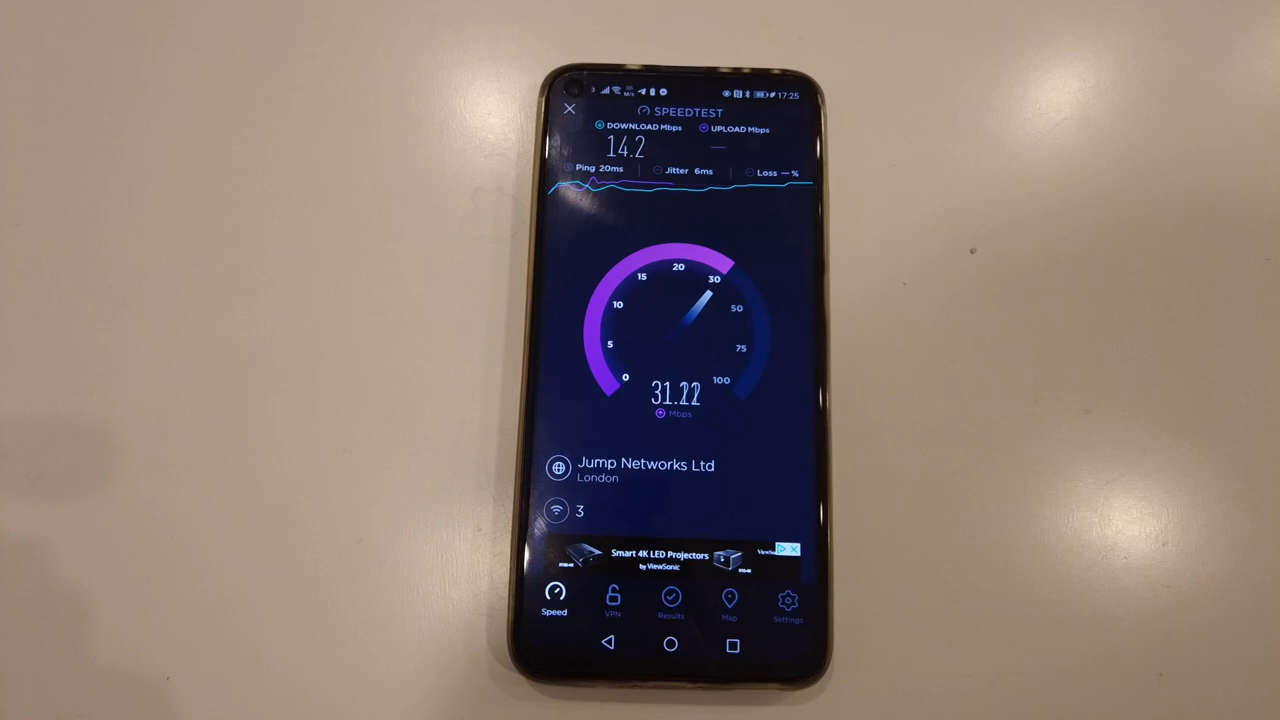 3 17:25
SPEEDTEST
DOWNLOAD Mbps UPLOAD Mbps
14.2 —
Ping 20ms Jitter 6ms Loss — %
20
15 30
10 50
5 75
0 100
Mbps
Jump Networks Ltd
London
3
Smart 4K LED Projectors
by ViewSonic
Speed VPN Results Map Settings